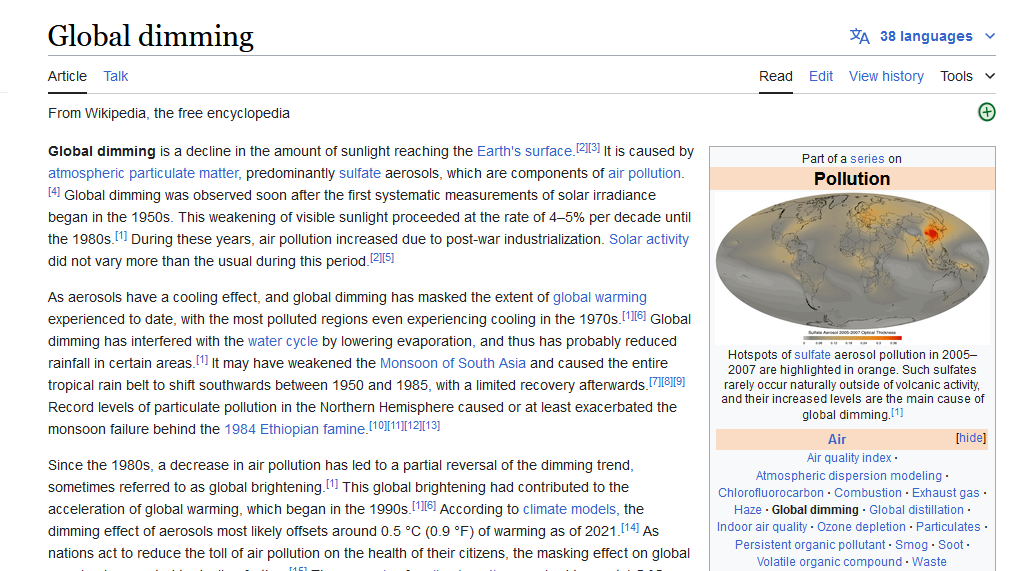 Global dimming
38 languages
Article Talk
Read Edit View history Tools
From Wikipedia, the free encyclopedia
Global dimming is a decline in the amount of sunlight reaching the Earth's surface.[2][3] It is caused by
atmospheric particulate matter, predominantly sulfate aerosols, which are components of air pollution.
[4] Global dimming was observed soon after the first systematic measurements of solar irradiance
began in the 1950s. This weakening of visible sunlight proceeded at the rate of 4–5% per decade until
the 1980s.[1] During these years, air pollution increased due to post-war industrialization. Solar activity
did not vary more than the usual during this period.[2][5]
As aerosols have a cooling effect, and global dimming has masked the extent of global warming
experienced to date, with the most polluted regions even experiencing cooling in the 1970s.[1][6] Global
dimming has interfered with the water cycle by lowering evaporation, and thus has probably reduced
rainfall in certain areas.[1] It may have weakened the Monsoon of South Asia and caused the entire
tropical rain belt to shift southwards between 1950 and 1985, with a limited recovery afterwards.[7][8][9]
Record levels of particulate pollution in the Northern Hemisphere caused or at least exacerbated the
monsoon failure behind the 1984 Ethiopian famine.[10][11][12][13]
Since the 1980s, a decrease in air pollution has led to a partial reversal of the dimming trend,
sometimes referred to as global brightening.[1] This global brightening had contributed to the
acceleration of global warming, which began in the 1990s.[1][6] According to climate models, the
dimming effect of aerosols most likely offsets around 0.5 °C (0.9 °F) of warming as of 2021.[14] As
nations act to reduce the toll of air pollution on the health of their citizens, the masking effect on global
Part of a series on
Pollution
Sulfate Aerosol 2005-2007 Optical Thickness
Hotspots of sulfate aerosol pollution in 2005–
2007 are highlighted in orange. Such sulfates
rarely occur naturally outside of volcanic activity,
and their increased levels are the main cause of
global dimming.[1]
Air [hide]
Air quality index ·
Atmospheric dispersion modeling ·
Chlorofluorocarbon · Combustion · Exhaust gas ·
Haze · Global dimming · Global distillation ·
Indoor air quality · Ozone depletion · Particulates ·
Persistent organic pollutant · Smog · Soot ·
Volatile organic compound · Waste